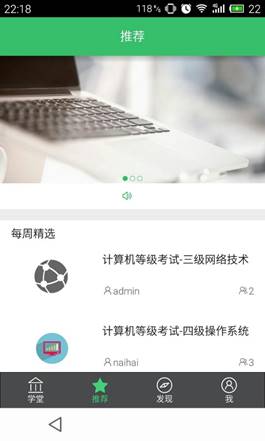 22:18 118% 22
推荐
每周精选
计算机等级考试-三级网络技术
admin 2
计算机等级考试-四级操作系统
naihai 3
学堂 推荐 发现 我